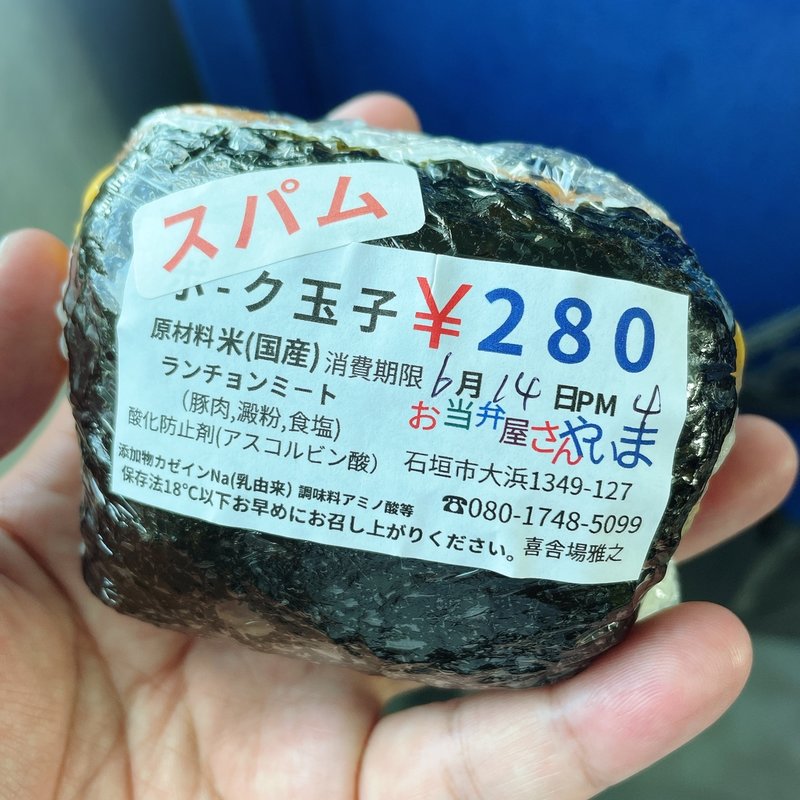 スパム
ポーク玉子 ¥280
原材料 米(国産) 消費期限 6月14日PM 4
ランチョンミート
(豚肉,澱粉,食塩)
お当弁屋さんやいま
酸化防止剤(アスコルビン酸)
石垣市大浜1349-127
添加物カゼインNa(乳由来) 調味料アミノ酸等
☎080-1748-5099
保存法18℃以下お早めにお召し上がりください。
喜舎場雅之